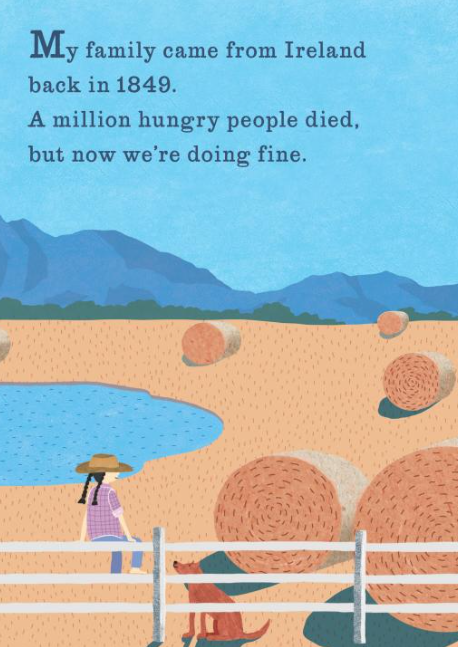 My family came from Ireland
back in 1849.
A million hungry people died,
but now we're doing fine.